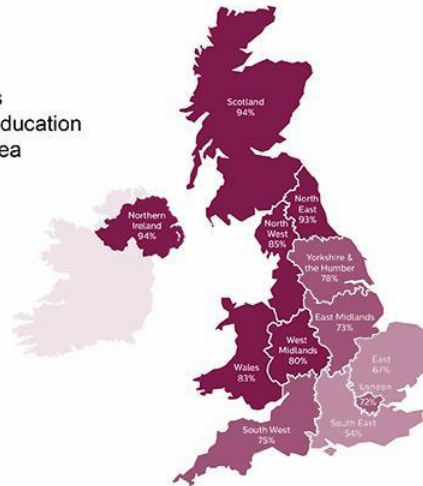 s
ducation
ea
Scotland
94%
Northern
Ireland
94%
North
East
93%
North
West
85%
Yorkshire &
the Humber
78%
East Midlands
73%
West
Midlands
80%
Wales
83%
East
67%
London
72%
South West
75%
South East
54%